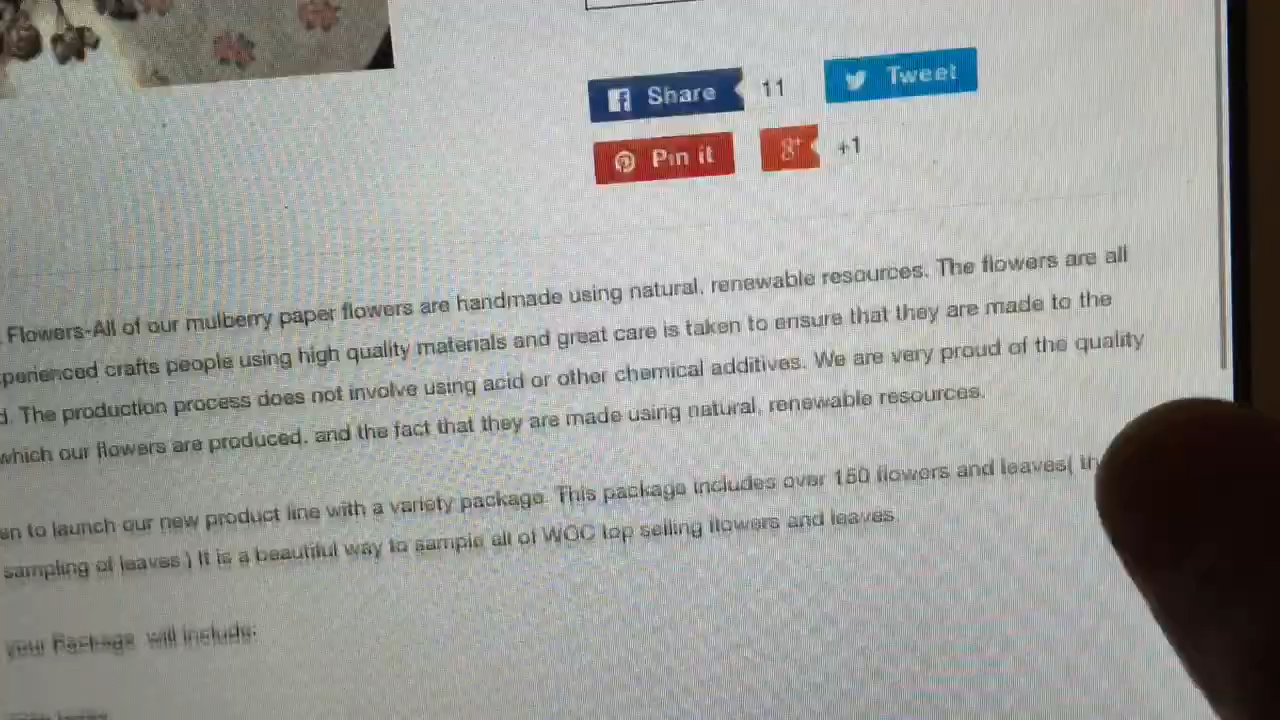 Share 11 Tweet
Pin it g+ +1
Flowers-All of our mulberry paper flowers are handmade using natural, renewable resources. The flowers are all
perienced crafts people using high quality materials and great care is taken to ensure that they are made to the
d. The production process does not involve using acid or other chemical additives. We are very proud of the quality
which our flowers are produced, and the fact that they are made using natural, renewable resources.
en to launch our new product line with a variety package. This package includes over 150 flowers and leaves( th
sampling of leaves ) It is a beautiful way to sample all of WOC top selling flowers and leaves.
your Package will include: